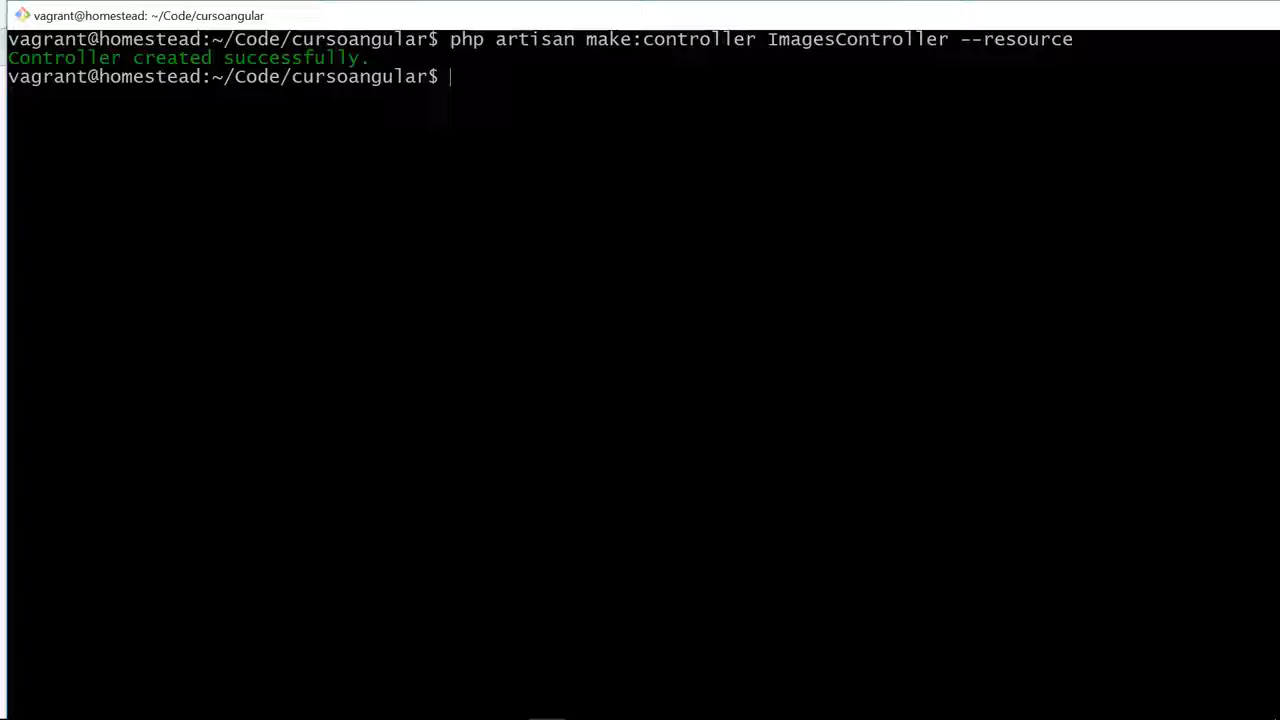 vagrant@homestead: ~/Code/cursoangular
vagrant@homestead:~/Code/cursoangular$ php artisan make:controller ImagesController --resource
Controller created successfully.
vagrant@homestead:~/Code/cursoangular$